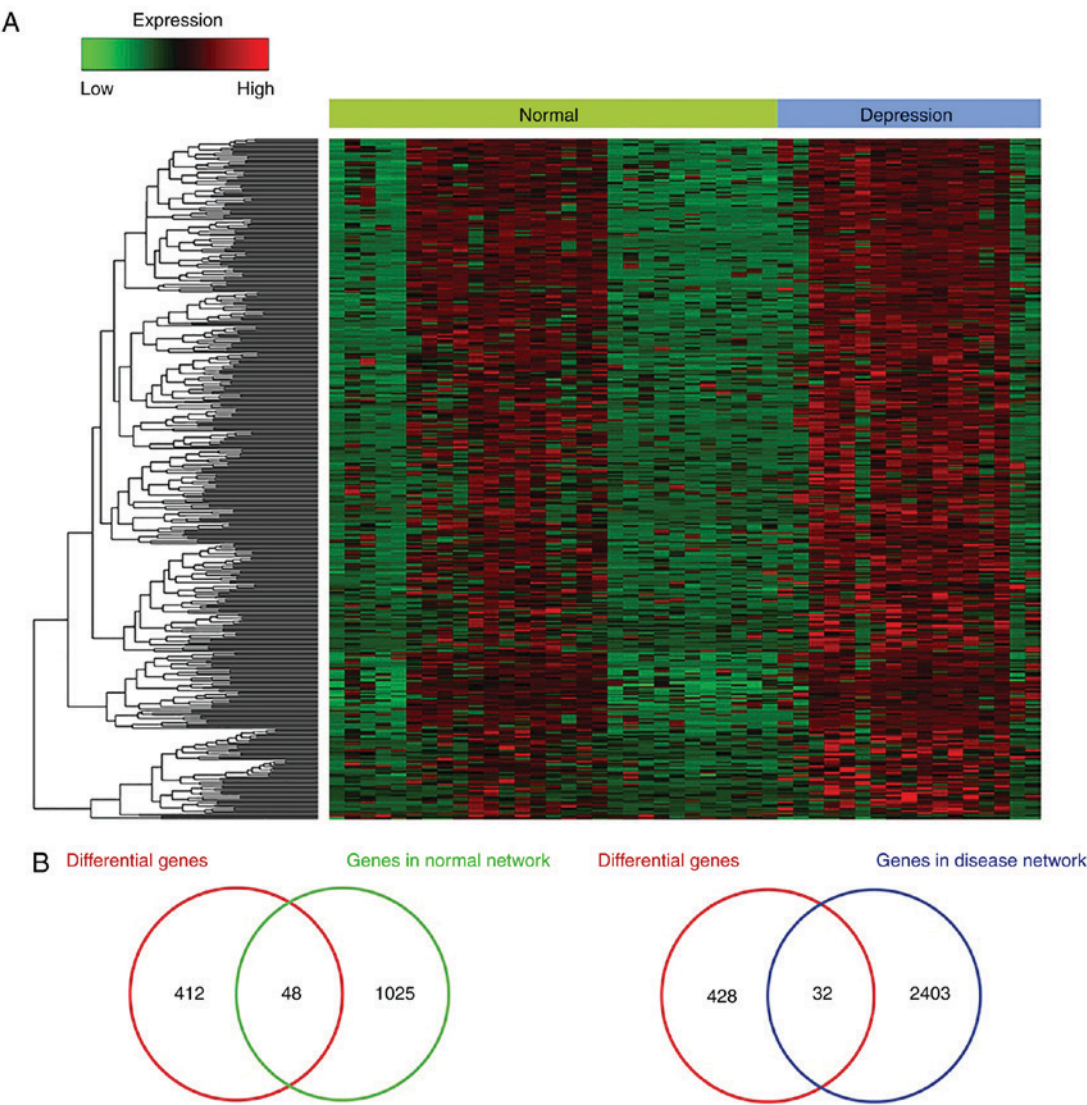 A
Expression
Low High
Normal Depression
B Differential genes Genes in normal network Differential genes Genes in disease network
412 48 1025 428 32 2403